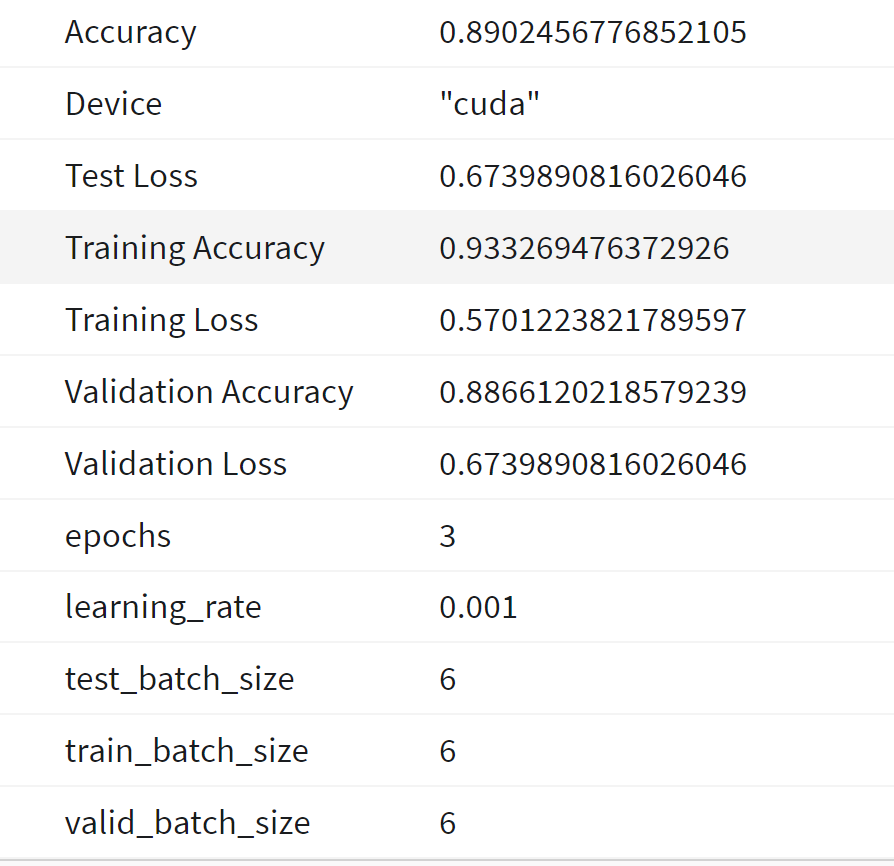 Accuracy 0.8902456776852105
Device "cuda"
Test Loss 0.6739890816026046
Training Accuracy 0.933269476372926
Training Loss 0.5701223821789597
Validation Accuracy 0.8866120218579239
Validation Loss 0.6739890816026046
epochs 3
learning_rate 0.001
test_batch_size 6
train_batch_size 6
valid_batch_size 6